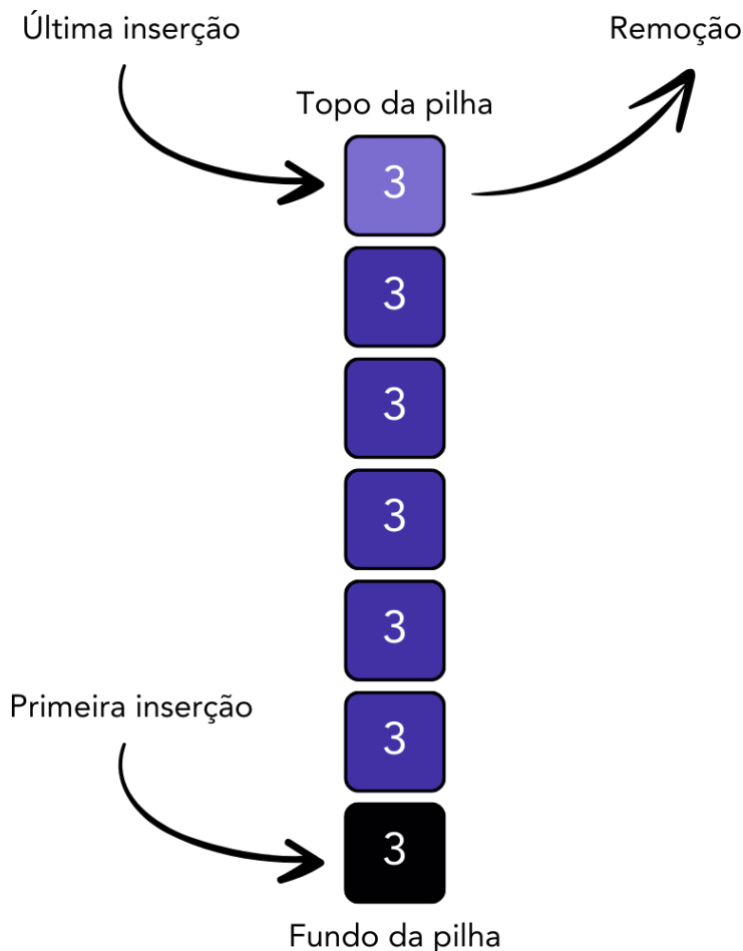 Última inserção
Remoção
Topo da pilha
3
3
3
3
3
3
Primeira inserção
3
Fundo da pilha